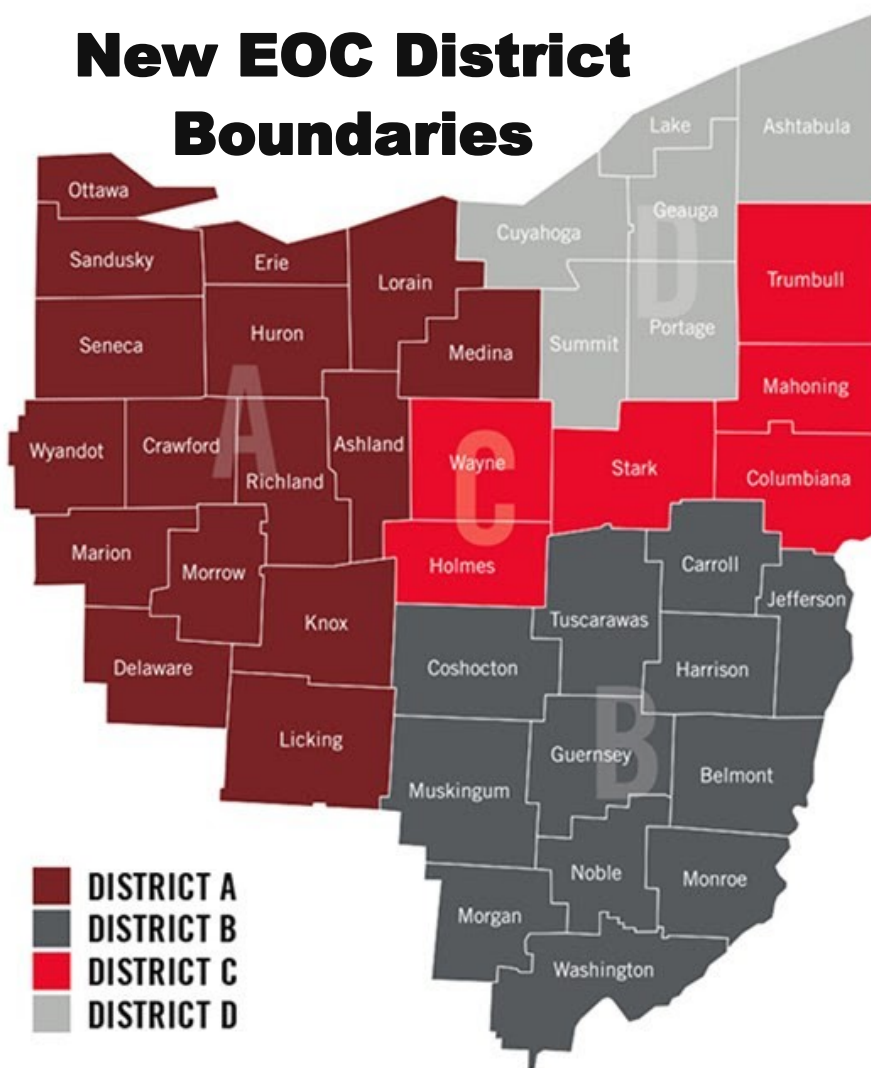 New EOC District
Boundaries
Lake
Ashtabula
Ottawa
Geauga
Cuyahoga
D
Sandusky
Erie
Lorain
Trumbull
Huron
Portage
Seneca
Medina
Summit
Mahoning
A
Wyandot
Crawford
Ashland
Richland
Wayne
C
Stark
Columbiana
Marion
Morrow
Holmes
Carroll
Jefferson
Knox
Tuscarawas
Delaware
Coshocton
Harrison
Licking
Guernsey
B
Belmont
Muskingum
Noble
Monroe
Morgan
Washington
DISTRICT A
DISTRICT B
DISTRICT C
DISTRICT D